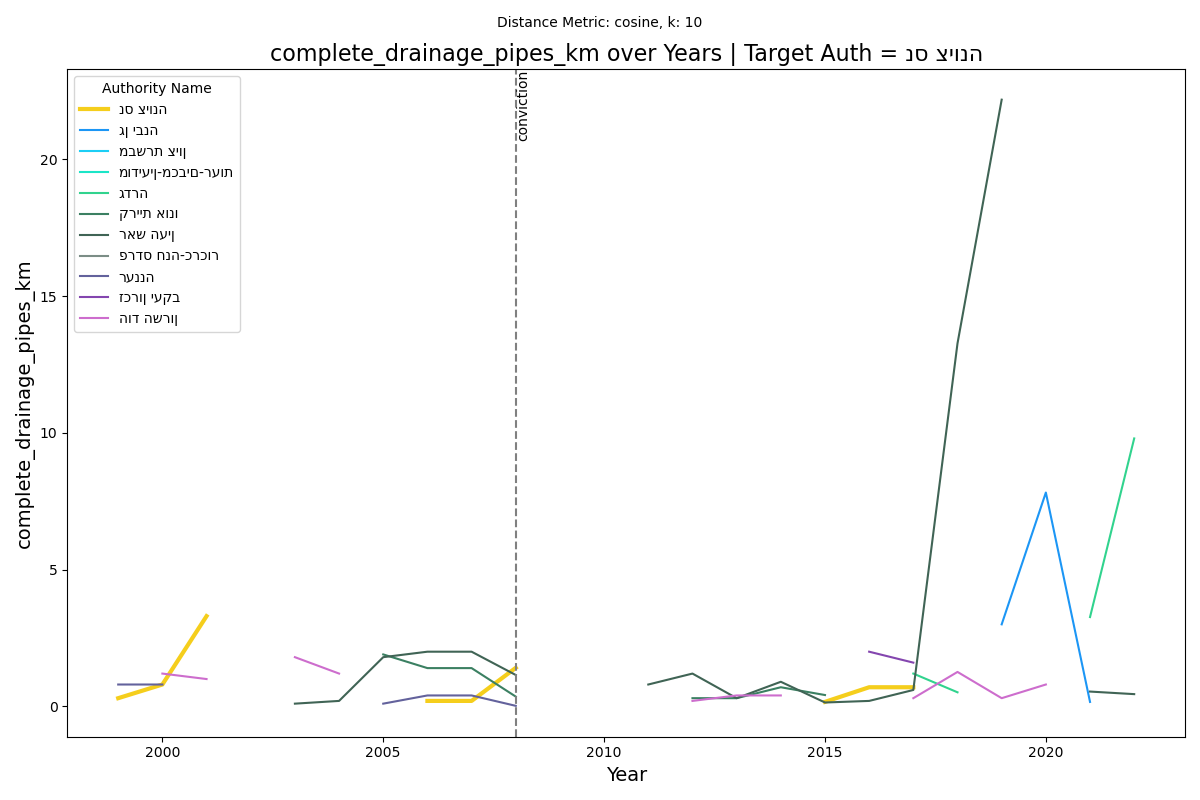 Distance Metric: cosine, k: 10
complete_drainage_pipes_km over Years | Target Auth = נס ציונה
conviction
Authority Name
נס ציונה
גן יבנה
מבשרת ציון
מודיעין-מכבים-רעות
גדרה
קריית אונו
ראש העין
פרדס חנה-כרכור
רעננה
זכרון יעקב
הוד השרון
complete_drainage_pipes_km
20
15
10
5
0
2000
2005
2010
2015
2020
Year